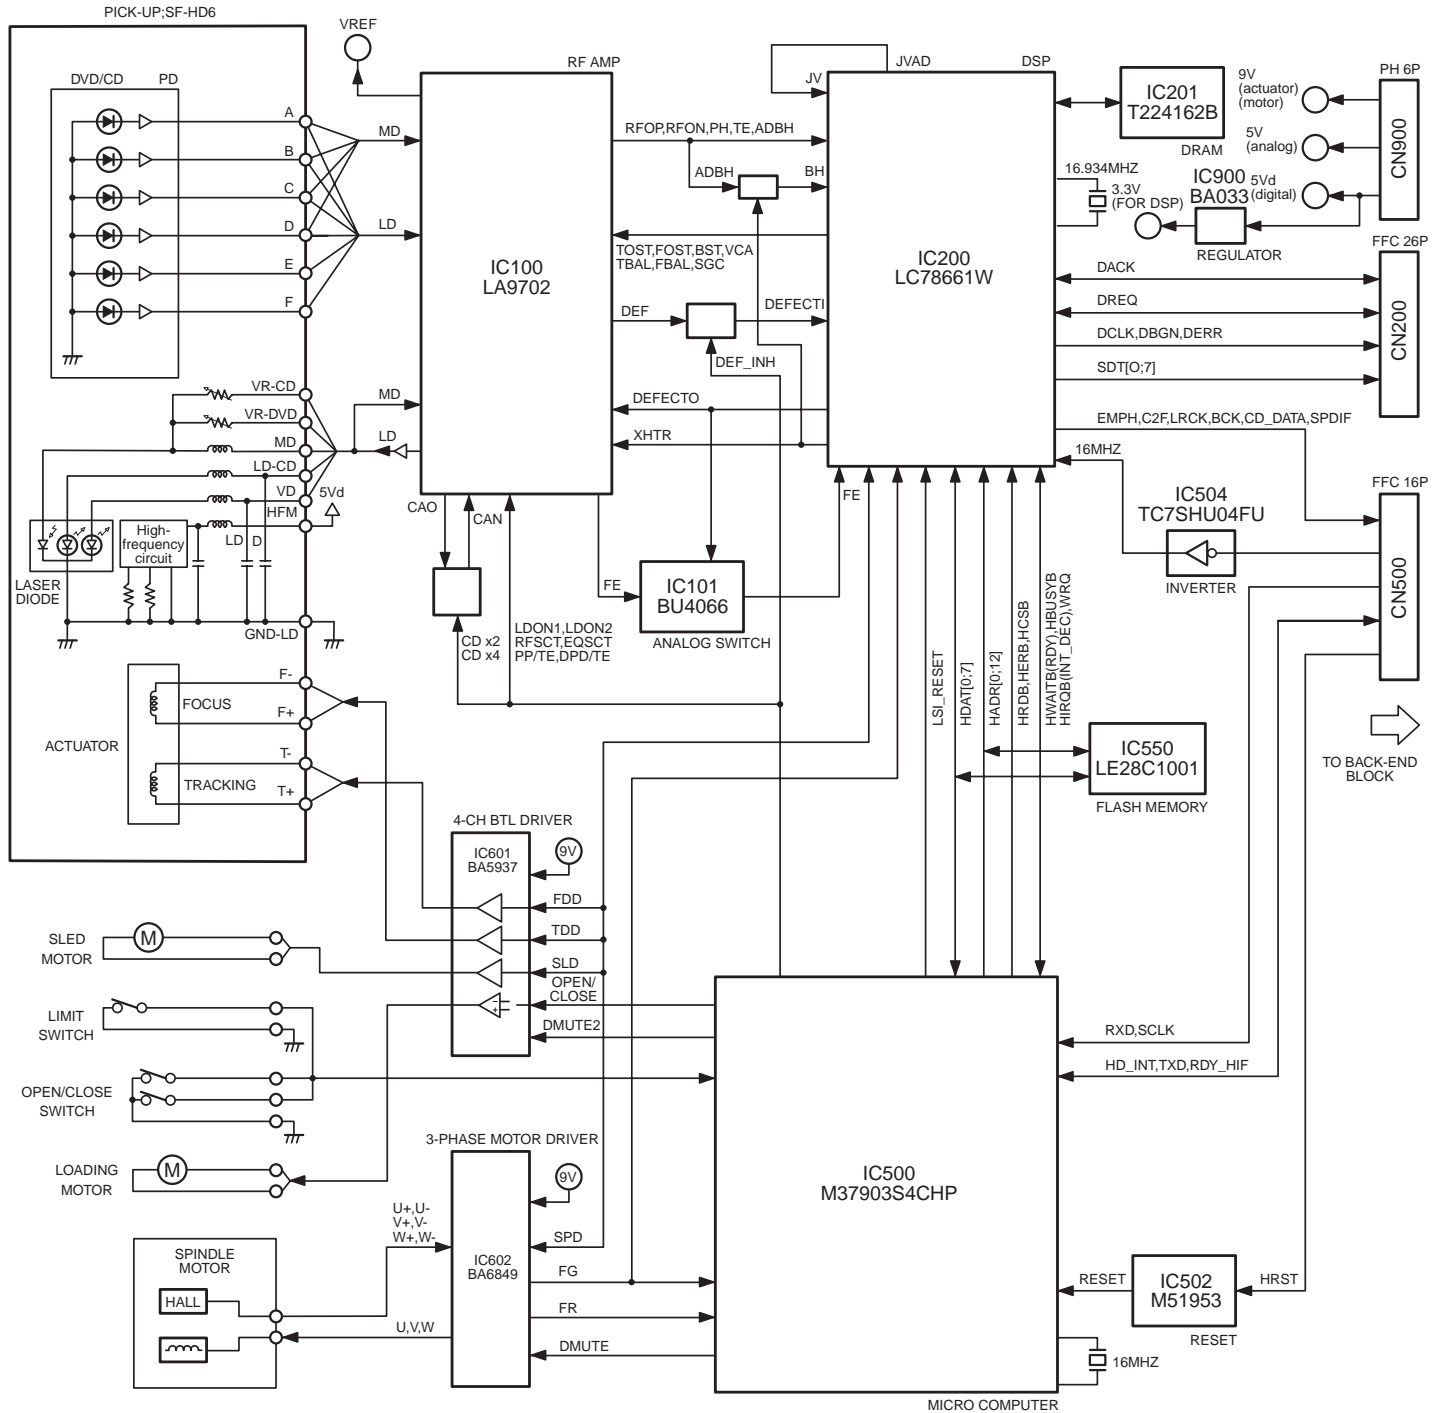 PICK-UP;SF-HD6
DVD/CD PD
A
B
C
D
E
F
VR-CD
VR-DVD
MD
LD-CD
VD
HFM
5Vd
High-
frequency
circuit
LD D
LASER
DIODE
GND-LD
F-
FOCUS
F+
ACTUATOR
T-
TRACKING
T+
VREF
MD
LD
MD
LD
RF AMP
IC100
LA9702
CAO
CAN
CD x2
CD x4
LDON1,LDON2
RFSCT,EQSCT
PP/TE,DPD/TE
FE
IC101
BU4066
ANALOG SWITCH
FE
RFOP,RFON,PH,TE,ADBH
ADBH
BH
TOST,FOST,BST,VCA
TBAL,FBAL,SGC
DEF
DEFECTI
DEF_INH
DEFECTO
XHTR
JV
JVAD
DSP
IC200
LC78661W
IC201
T224162B
DRAM
16.934MHZ
3.3V
(FOR DSP)
IC900
BA033
REGULATOR
9V
(actuator)
(motor)
5V
(analog)
5Vd
(digital)
PH 6P
CN900
FFC 26P
CN200
DACK
DREQ
DCLK,DBGN,DERR
SDT[O;7]
EMPH,C2F,LRCK,BCK,CD_DATA,SPDIF
16MHZ
IC504
TC7SHU04FU
INVERTER
FFC 16P
CN500
TO BACK-END
BLOCK
LSI_RESET
HDAT[0;7]
HADR[0;12]
HRDB,HERB,HCSB
HWAITB(RDY),HBUSYB
HIRQB(INT_DEC),WRQ
IC550
LE28C1001
FLASH MEMORY
4-CH BTL DRIVER
IC601
BA5937
9V
FDD
TDD
SLD
OPEN/
CLOSE
DMUTE2
SLED
MOTOR
M
LIMIT
SWITCH
OPEN/CLOSE
SWITCH
LOADING
MOTOR
M
3-PHASE MOTOR DRIVER
IC602
BA6849
9V
SPD
FG
FR
DMUTE
U+,U-
V+,V-
W+,W-
U,V,W
SPINDLE
MOTOR
HALL
IC500
M37903S4CHP
MICRO COMPUTER
RXD,SCLK
HD_INT,TXD,RDY_HIF
RESET
IC502
M51953
RESET
HRST
16MHZ